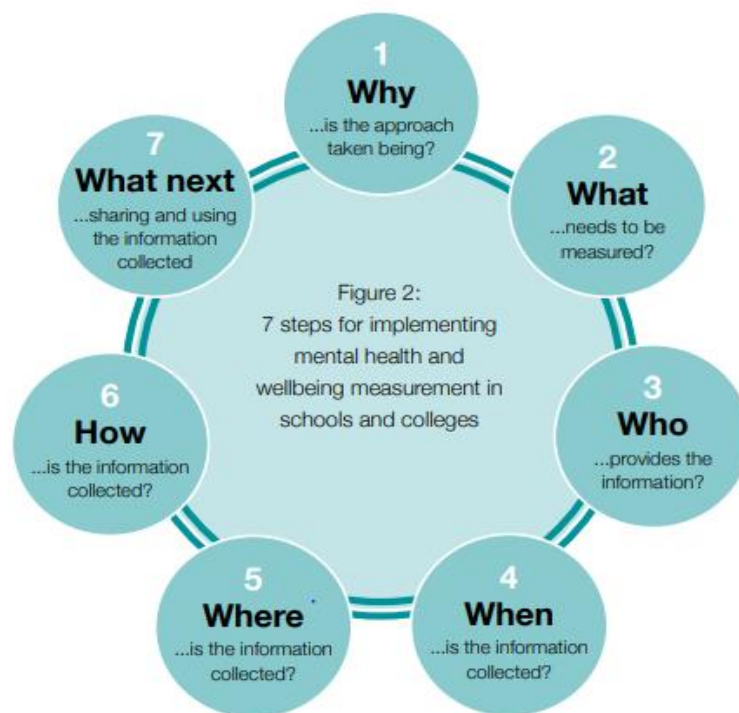 1
Why
...is the approach
taken being?
2
What
...needs to be
measured?
3
Who
...provides the
information?
4
When
...is the information
collected?
5
Where
...is the information
collected?
6
How
...is the information
collected?
7
What next
...sharing and using
the information
collected
Figure 2:
7 steps for implementing
mental health and
wellbeing measurement in
schools and colleges